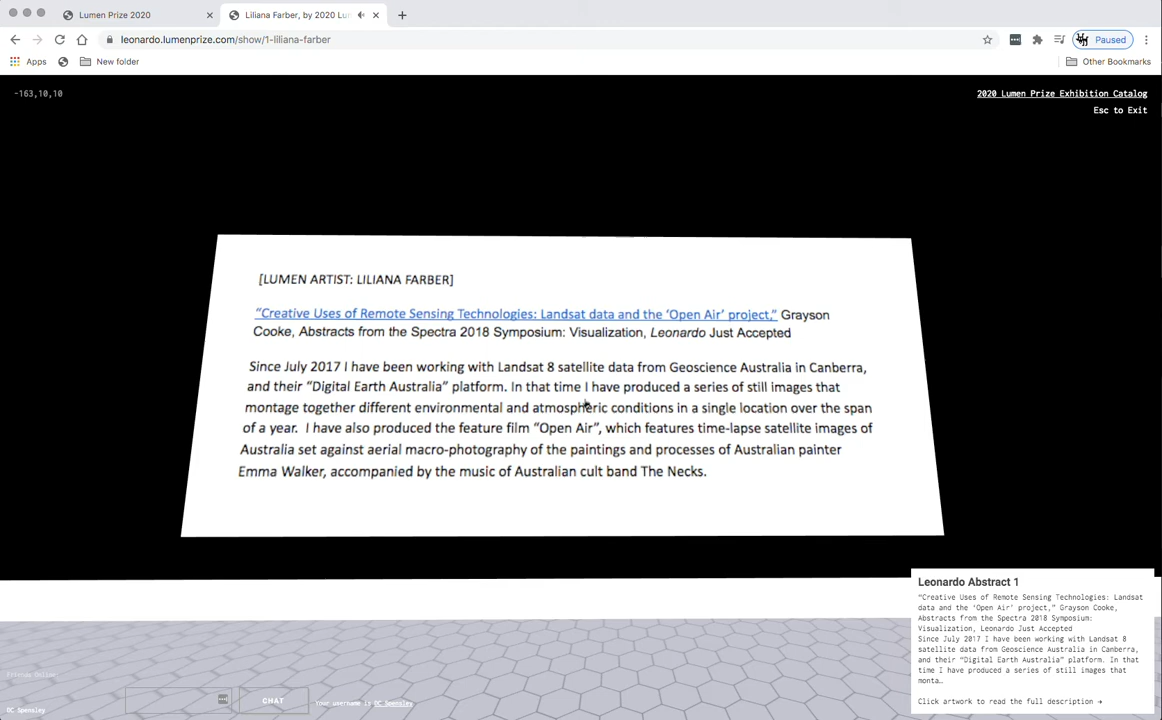 Lumen Prize 2020
Liliana Farber, by 2020 Lu
leonardo.lumenprize.com/show/1-liliana-farber
Paused
Apps
New folder
Other Bookmarks
-163,10,10
2020 Lumen Prize Exhibition Catalog
Esc to Exit
[LUMEN ARTIST: LILIANA FARBER]
“Creative Uses of Remote Sensing Technologies: Landsat data and the ‘Open Air’ project,” Grayson
Cooke, Abstracts from the Spectra 2018 Symposium: Visualization, Leonardo Just Accepted
Since July 2017 I have been working with Landsat 8 satellite data from Geoscience Australia in Canberra,
and their “Digital Earth Australia” platform. In that time I have produced a series of still images that
montage together different environmental and atmospheric conditions in a single location over the span
of a year. I have also produced the feature film “Open Air”, which features time-lapse satellite images of
Australia set against aerial macro-photography of the paintings and processes of Australian painter
Emma Walker, accompanied by the music of Australian cult band The Necks.
Leonardo Abstract 1
“Creative Uses of Remote Sensing Technologies: Landsat
data and the ‘Open Air’ project,” Grayson Cooke,
Abstracts from the Spectra 2018 Symposium:
Visualization, Leonardo Just Accepted
Since July 2017 I have been working with Landsat 8
satellite data from Geoscience Australia in Canberra,
and their “Digital Earth Australia” platform. In that
time I have produced a series of still images that
monta…
Click artwork to read the full description →
Friends Online
CHAT
Your username is DC Spensley
DC Spensley